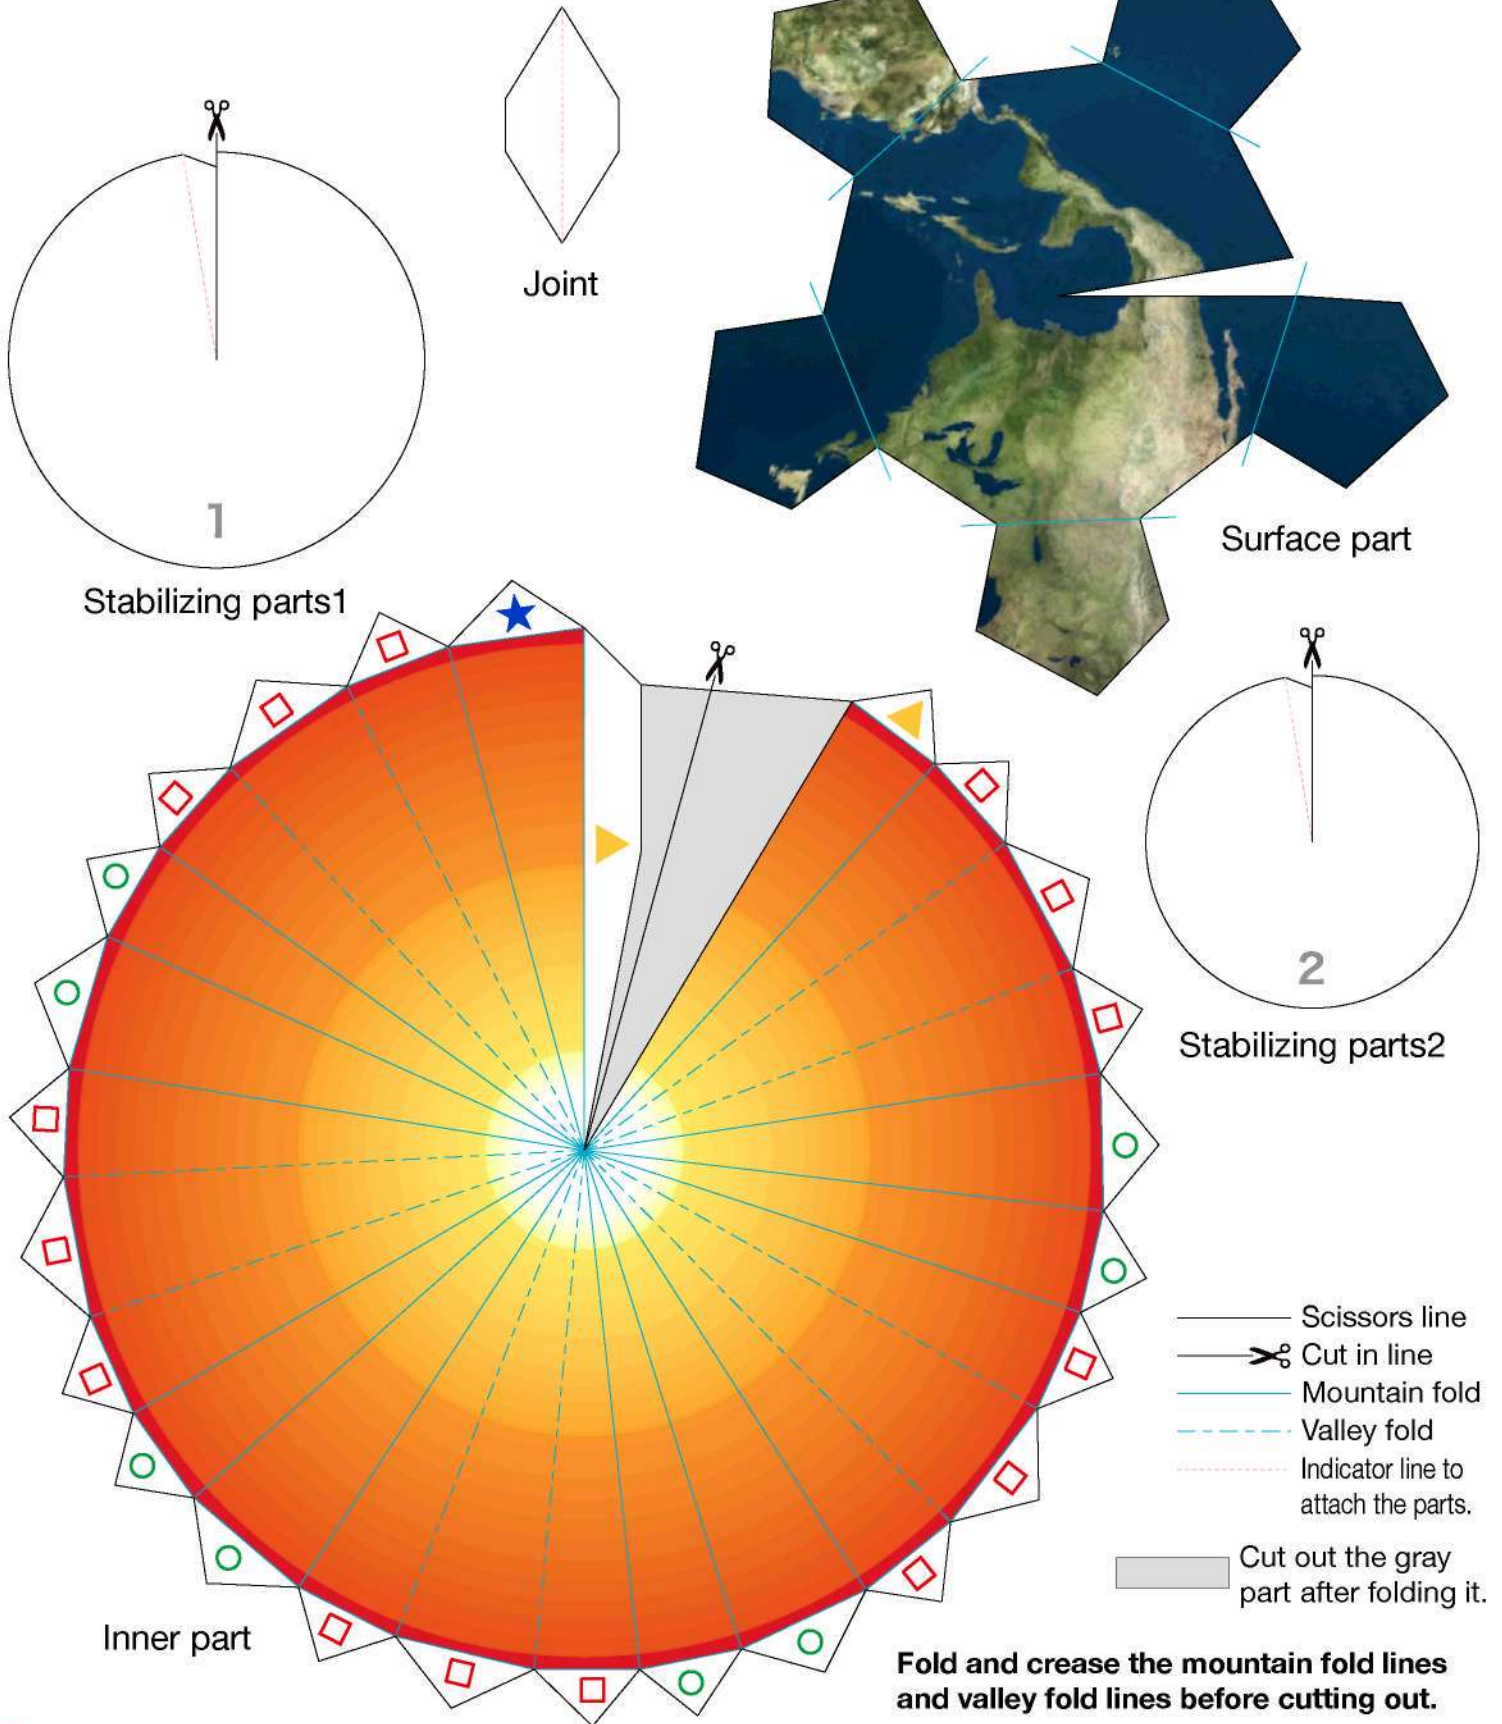 Joint
1
Stabilizing parts1
Surface part
2
Stabilizing parts2
Inner part
Scissors line
Cut in line
Mountain fold
Valley fold
Indicator line to
attach the parts.
Cut out the gray
part after folding it.
Fold and crease the mountain fold lines
and valley fold lines before cutting out.